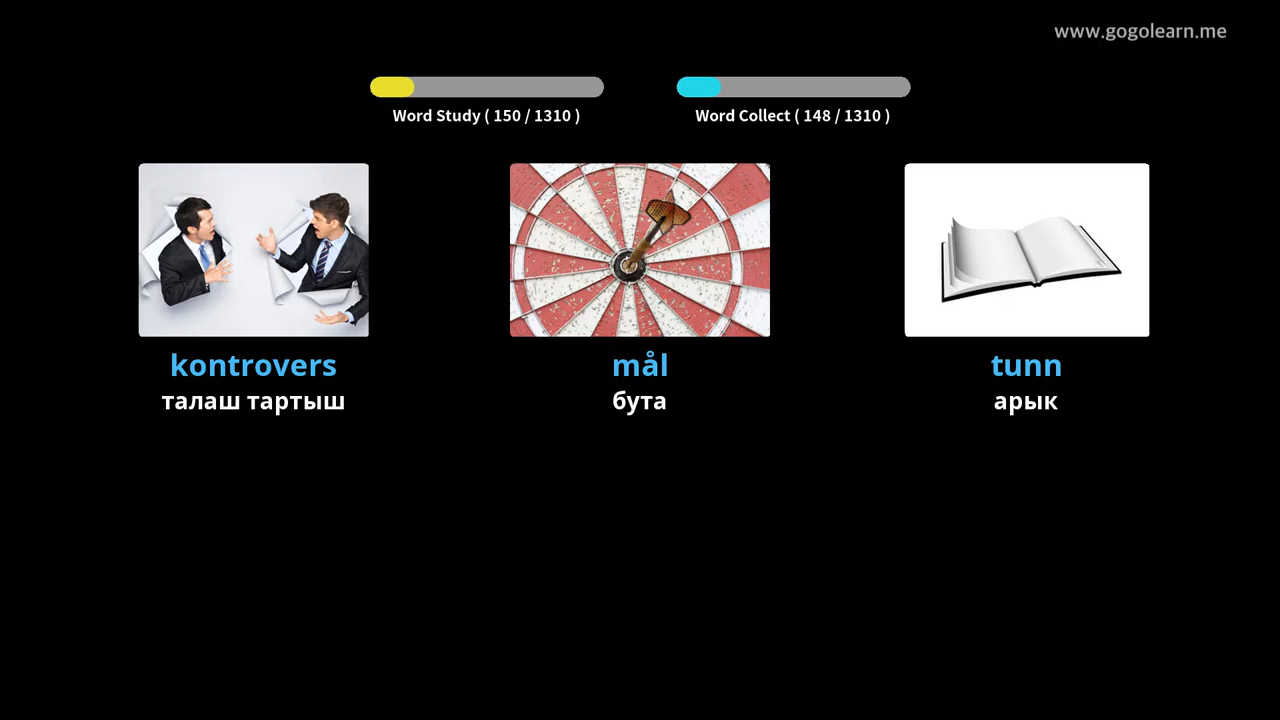 www.gogolearn.me
Word Study ( 150 / 1310 )
Word Collect ( 148 / 1310 )
kontrovers
талаш тартыш
mål
бута
tunn
арык